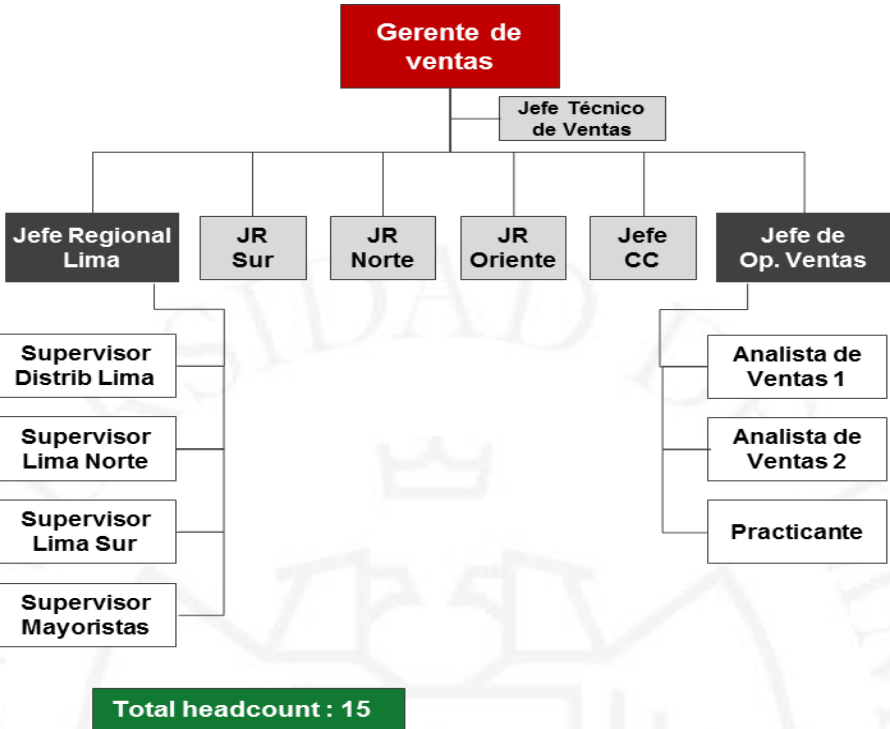 Gerente de
ventas
Jefe Técnico
de Ventas
Jefe Regional
Lima
JR
Sur
JR
Norte
JR
Oriente
Jefe
CC
Jefe de
Op. Ventas
Supervisor
Distrib Lima
Supervisor
Lima Norte
Supervisor
Lima Sur
Supervisor
Mayoristas
Analista de
Ventas 1
Analista de
Ventas 2
Practicante
Total headcount : 15